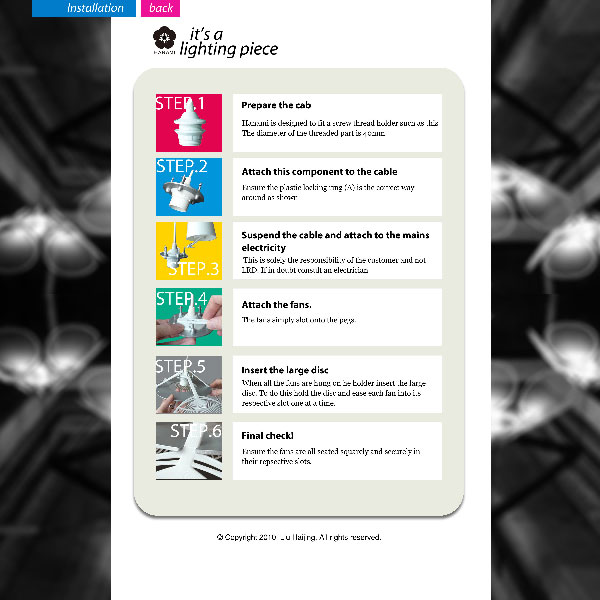 Installation
back
it's a
lighting piece
HANAMI
STEP.1
Prepare the cab
Hanami is designed to fit a screw thread holder such as this
The diameter of the threaded part is 40mm
STEP.2
Attach this component to the cable
Ensure the plastic locking ring (A) is the correct way
around as shown
STEP.3
Suspend the cable and attach to the mains
electricity
This is solely the responsibility of the customer and not
LRD. If in doubt consult an electrician
STEP.4
Attach the fans.
The fans simply slot onto the pegs.
STEP.5
Insert the large disc
When all the fans are hung on he holder insert the large
disc. To do this hold the disc and ease each fan into its
respective slot one at a time.
STEP.6
Final check!
Ensure the fans are all seated squarely and securely in
their repsective slots.
© Copyright 2010 Liu Haijing. All rights reserved.